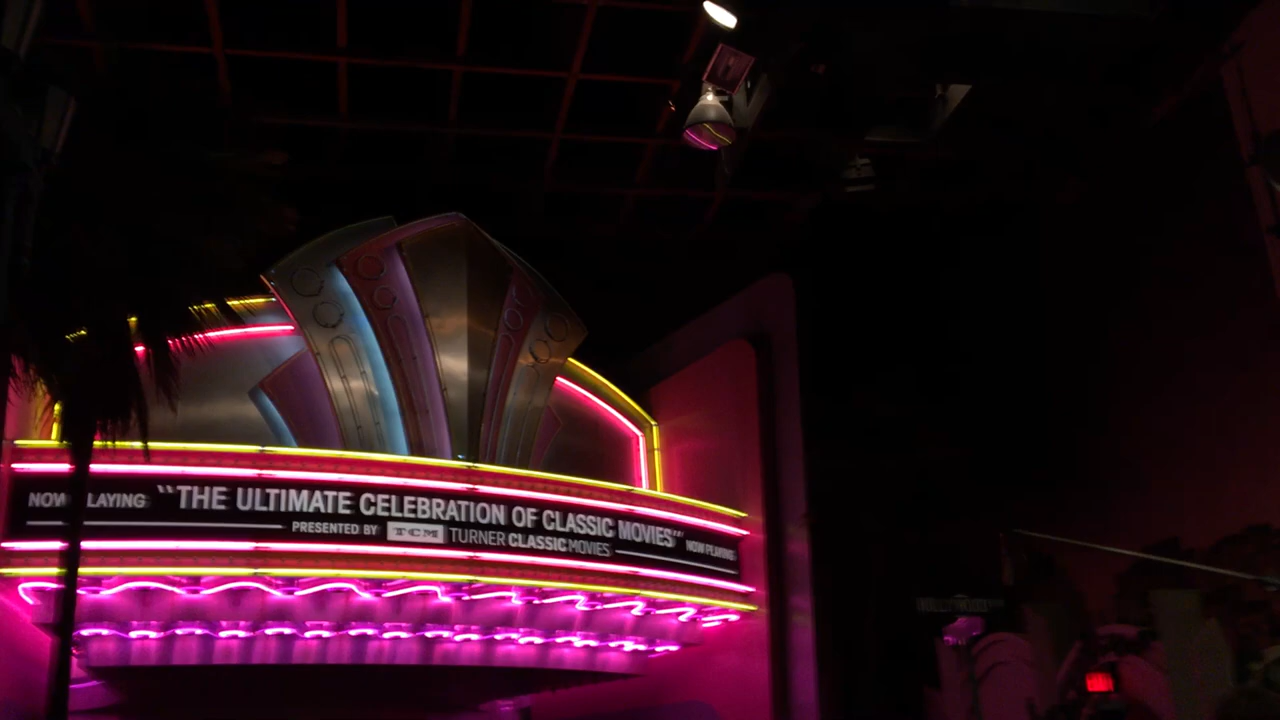 NOW PLAYING "THE ULTIMATE CELEBRATION OF CLASSIC MOVIES" NOW PLAYING
PRESENTED BY TCM TURNER CLASSIC MOVIES